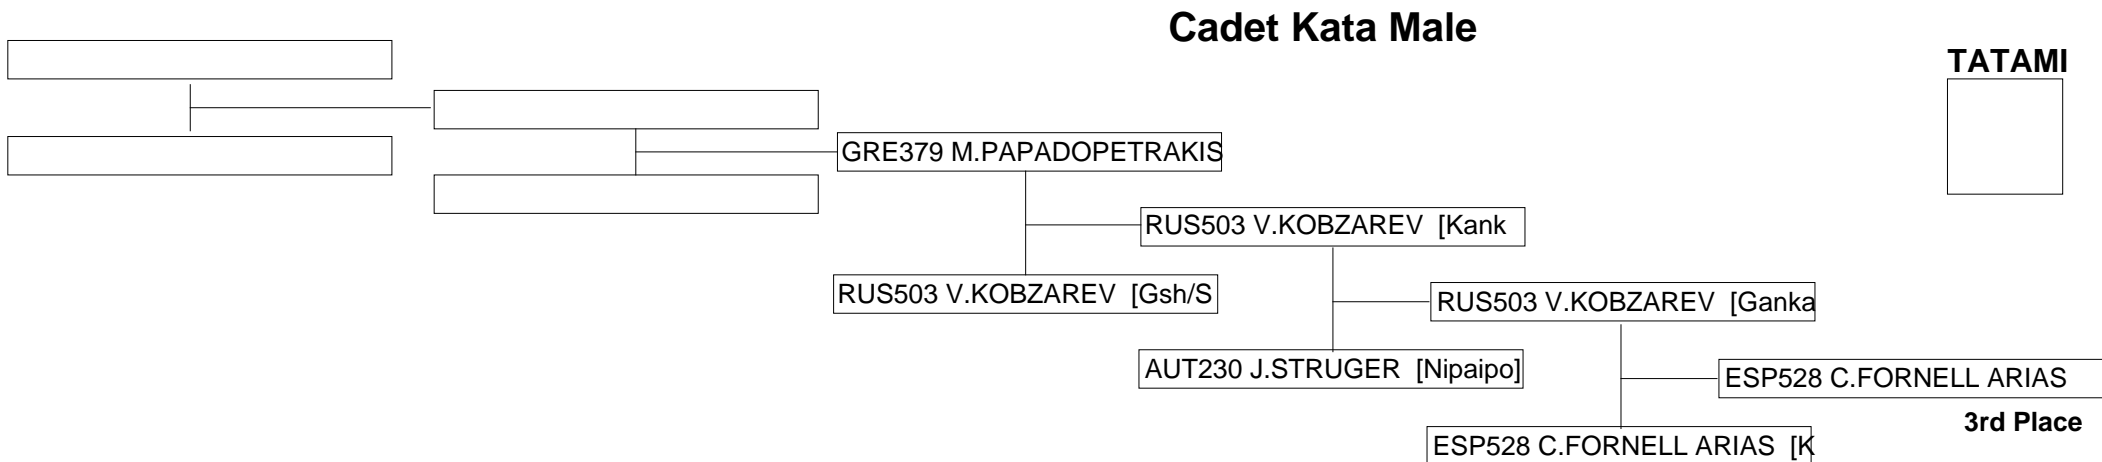 Cadet Kata Male
TATAMI
GRE379 M.PAPADOPETRAKIS
RUS503 V.KOBZAREV [Kank
RUS503 V.KOBZAREV [Gsh/S
RUS503 V.KOBZAREV [Ganka
AUT230 J.STRUGER [Nipaipo]
ESP528 C.FORNELL ARIAS
3rd Place
ESP528 C.FORNELL ARIAS [K